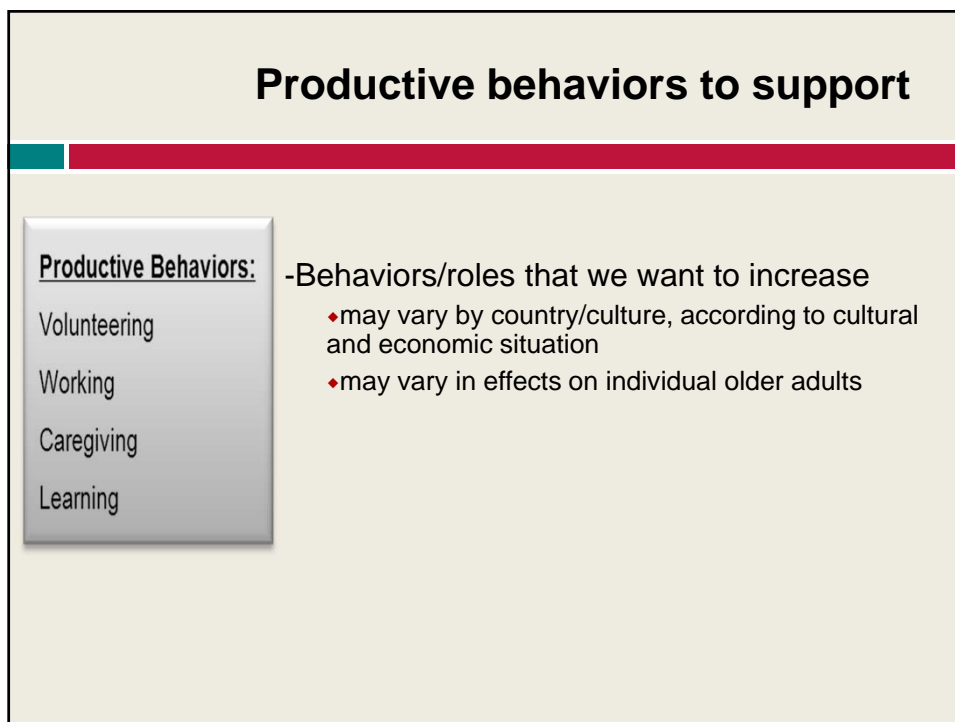 Productive behaviors to support
Productive Behaviors:
Volunteering
Working
Caregiving
Learning
-Behaviors/roles that we want to increase
◆may vary by country/culture, according to cultural
and economic situation
◆may vary in effects on individual older adults